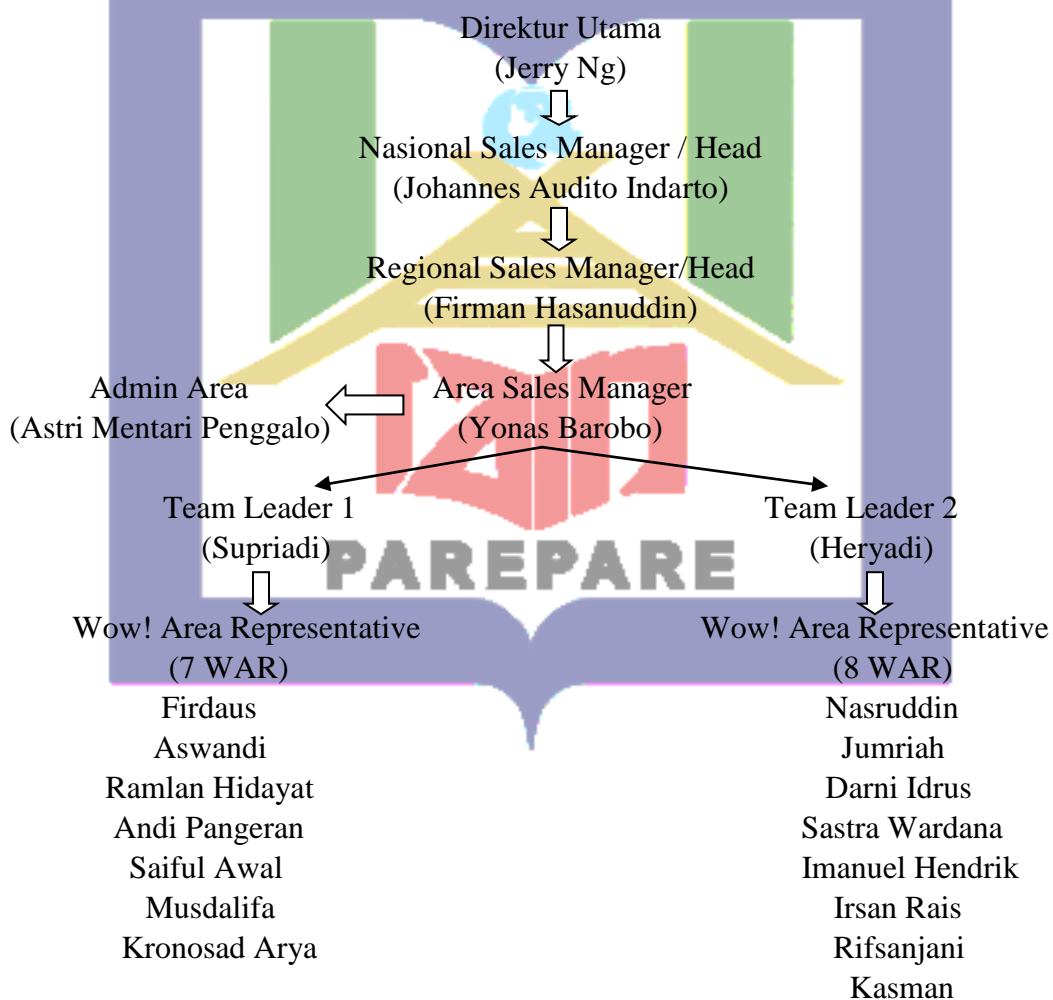 Direktur Utama
(Jerry Ng)
Nasional Sales Manager / Head
(Johannes Audito Indarto)
Regional Sales Manager/Head
(Firman Hasanuddin)
Admin Area
(Astri Mentari Penggalo)
Area Sales Manager
(Yonas Barobo)
IAIN
PAREPARE
Team Leader 1
(Supriadi)
Wow! Area Representative
(7 WAR)
Firdaus
Aswandi
Ramlan Hidayat
Andi Pangeran
Saiful Awal
Musdalifa
Kronosad Arya
Team Leader 2
(Heryadi)
Wow! Area Representative
(8 WAR)
Nasruddin
Jumriah
Darni Idrus
Sastra Wardana
Imanuel Hendrik
Irsan Rais
Rifsanjani
Kasman